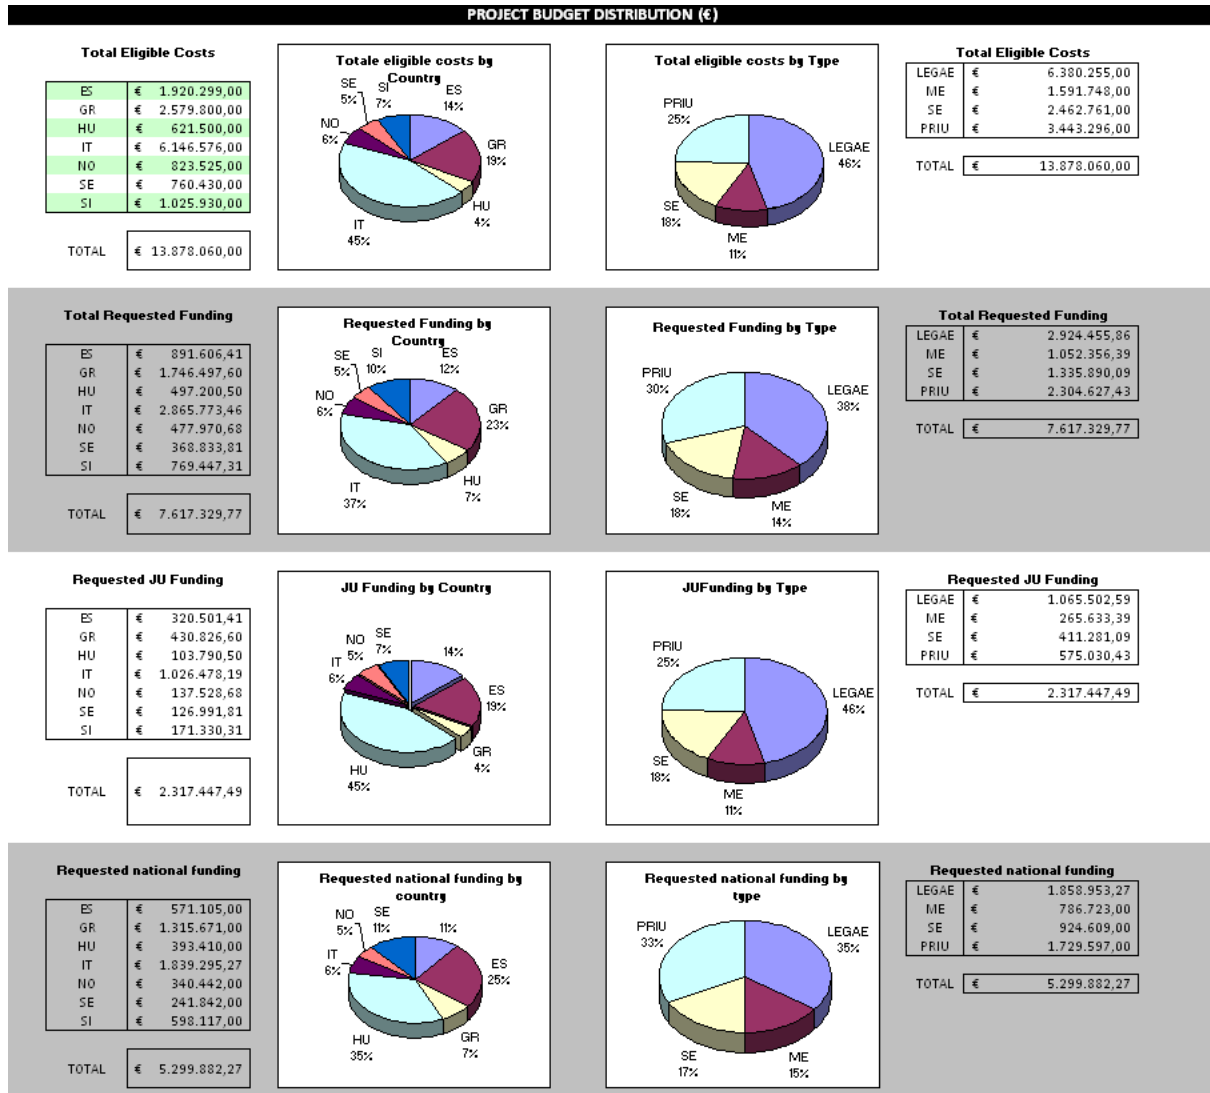 PROJECT BUDGET DISTRIBUTION (€)
Total Eligible Costs
ES € 1.920.299,00
GR € 2.579.800,00
HU € 621.500,00
IT € 6.146.576,00
NO € 823.525,00
SE € 760.430,00
SI € 1.025.930,00
TOTAL € 13.878.060,00
Totale eligible costs by
Country
SE
5%
SI
7%
ES
14%
NO
6%
GR
19%
HU
4%
IT
45%
Total eligible costs by Type
PRIU
25%
LEGAE
46%
SE
18%
ME
11%
Total Eligible Costs
LEGAE € 6.380.255,00
ME € 1.591.748,00
SE € 2.462.761,00
PRIU € 3.443.296,00
TOTAL € 13.878.060,00
Total Requested Funding
ES € 891.606,41
GR € 1.746.497,60
HU € 497.200,50
IT € 2.865.773,46
NO € 477.970,68
SE € 368.833,81
SI € 769.447,31
TOTAL € 7.617.329,77
Requested Funding by
Country
SE
5%
SI
10%
ES
12%
NO
6%
GR
23%
HU
7%
IT
37%
Requested Funding by Type
PRIU
30%
LEGAE
38%
SE
18%
ME
14%
Total Requested Funding
LEGAE € 2.924.455,86
ME € 1.052.356,39
SE € 1.335.890,09
PRIU € 2.304.627,43
TOTAL € 7.617.329,77
Requested JU Funding
ES € 320.501,41
GR € 430.826,60
HU € 103.790,50
IT € 1.026.478,19
NO € 137.528,68
SE € 126.991,81
SI € 171.330,31
TOTAL € 2.317.447,49
JU Funding by Country
NO
5%
SE
7%
14%
IT
6%
ES
19%
GR
4%
HU
45%
JUFunding by Type
PRIU
25%
LEGAE
46%
SE
18%
ME
11%
Requested JU Funding
LEGAE € 1.065.502,59
ME € 265.633,39
SE € 411.281,09
PRIU € 575.030,43
TOTAL € 2.317.447,49
Requested national funding
ES € 571.105,00
GR € 1.315.671,00
HU € 393.410,00
IT € 1.839.295,27
NO € 340.442,00
SE € 241.842,00
SI € 598.117,00
TOTAL € 5.299.882,27
Requested national funding by
country
NO
5%
SE
11%
11%
IT
6%
ES
25%
GR
7%
HU
35%
Requested national funding by
type
PRIU
33%
LEGAE
35%
SE
17%
ME
15%
Requested national funding
LEGAE € 1.858.953,27
ME € 786.723,00
SE € 924.609,00
PRIU € 1.729.597,00
TOTAL € 5.299.882,27